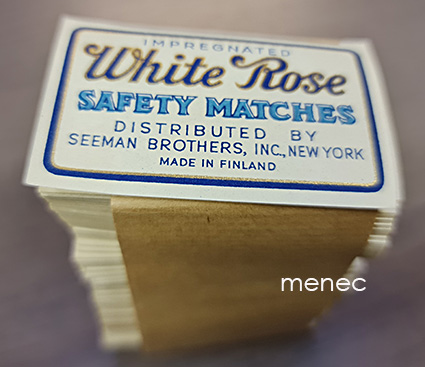 IMPREGNATED
White Rose
SAFETY MATCHES
DISTRIBUTED BY
SEEMAN BROTHERS, INC., NEW YORK
MADE IN FINLAND
menec